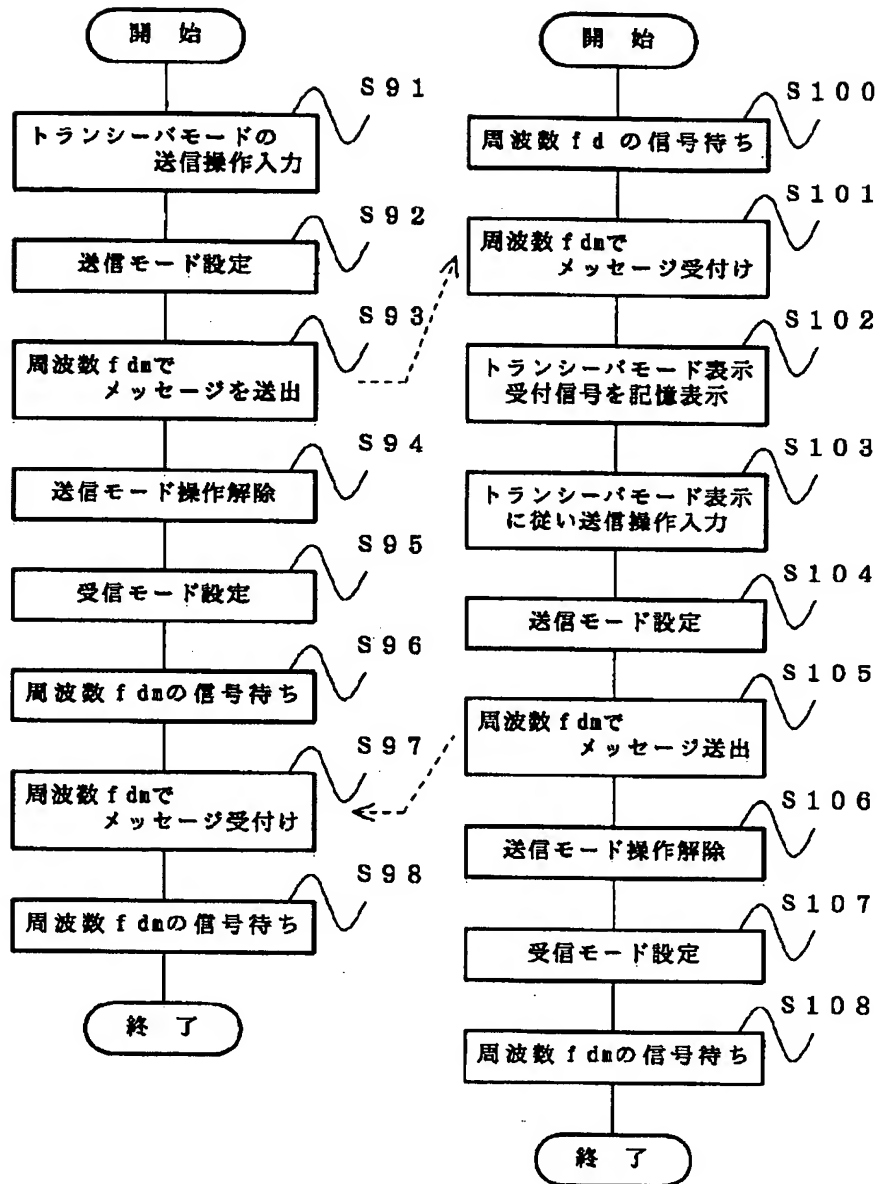 開 始
S91
トランシーバモードの
送信操作入力
S92
送信モード設定
S93
周波数fdmで
メッセージを送出
S94
送信モード操作解除
S95
受信モード設定
S96
周波数fdmの信号待ち
S97
周波数fdmで
メッセージ受付け
S98
周波数fdmの信号待ち
終 了
開 始
S100
周波数fdの信号待ち
S101
周波数fdmで
メッセージ受付け
S102
トランシーバモード表示
受付信号を記憶表示
S103
トランシーバモード表示
に従い送信操作入力
S104
送信モード設定
S105
周波数fdmで
メッセージ送出
S106
送信モード操作解除
S107
受信モード設定
S108
周波数fdmの信号待ち
終 了